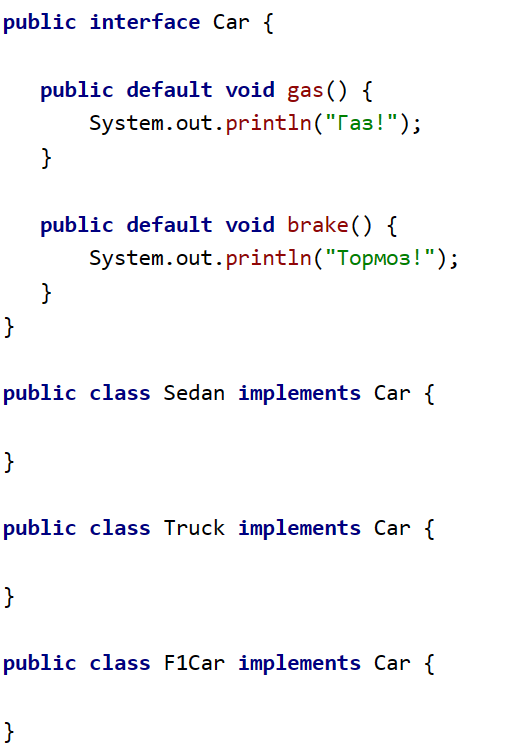 public interface Car {
public default void gas() {
System.out.println("Газ!");
}
public default void brake() {
System.out.println("Тормоз!");
}
}
public class Sedan implements Car {
}
public class Truck implements Car {
}
public class F1Car implements Car {
}